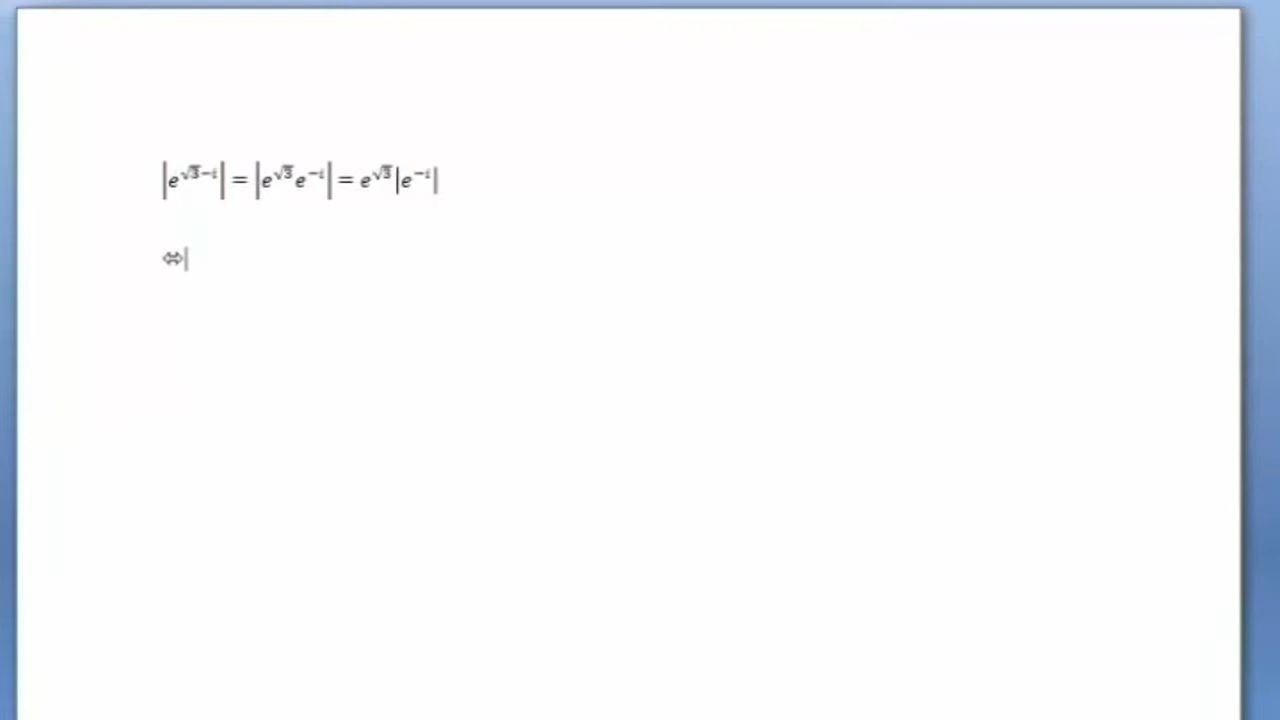 |e^{√3−i}| = |e^{√3}e^{−i}| = e^{√3}|e^{−i}|
⇔